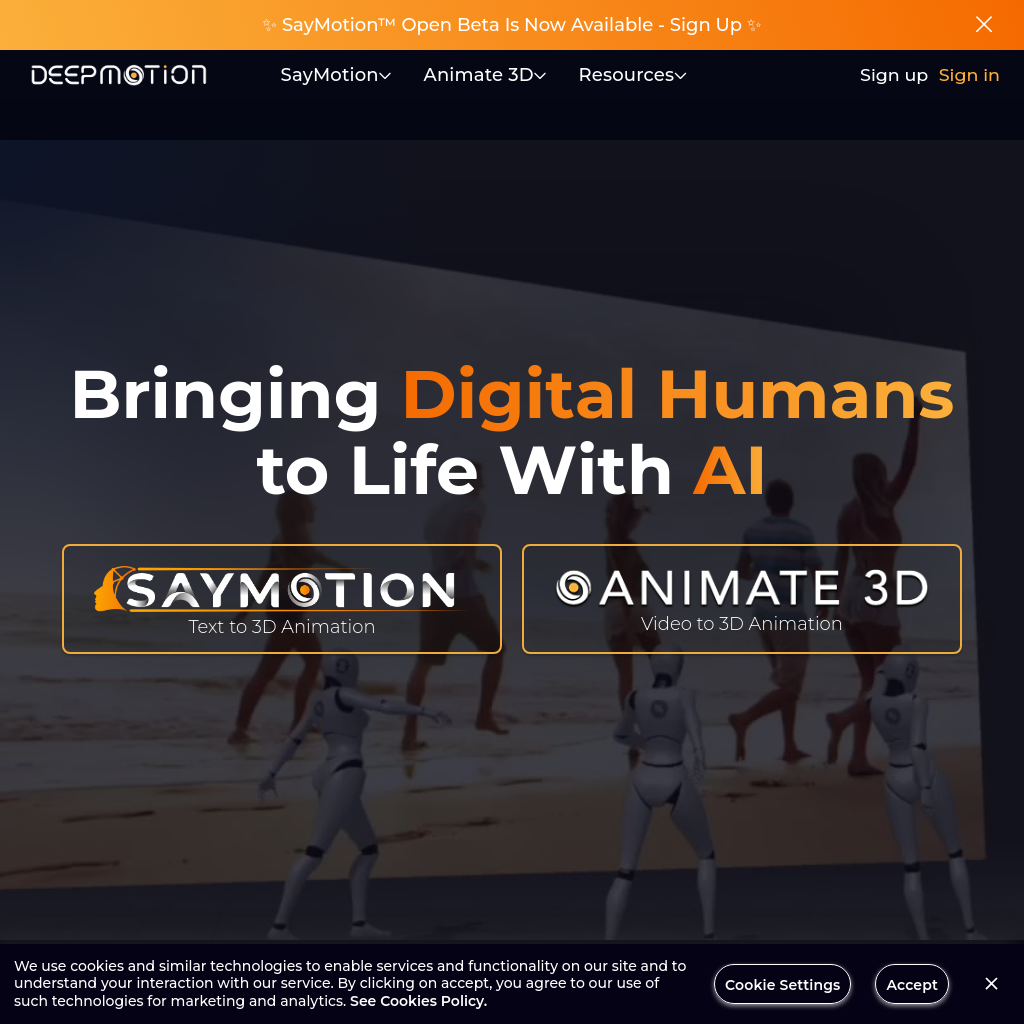 ✨ SayMotion™ Open Beta Is Now Available - Sign Up ✨
DEEPMOTION
SayMotion
Animate 3D
Resources
Sign up
Sign in
Bringing Digital Humans
to Life With AI
SAYMOTION
Text to 3D Animation
ANIMATE 3D
Video to 3D Animation
We use cookies and similar technologies to enable services and functionality on our site and to
understand your interaction with our service. By clicking on accept, you agree to our use of
such technologies for marketing and analytics. See Cookies Policy.
Cookie Settings
Accept